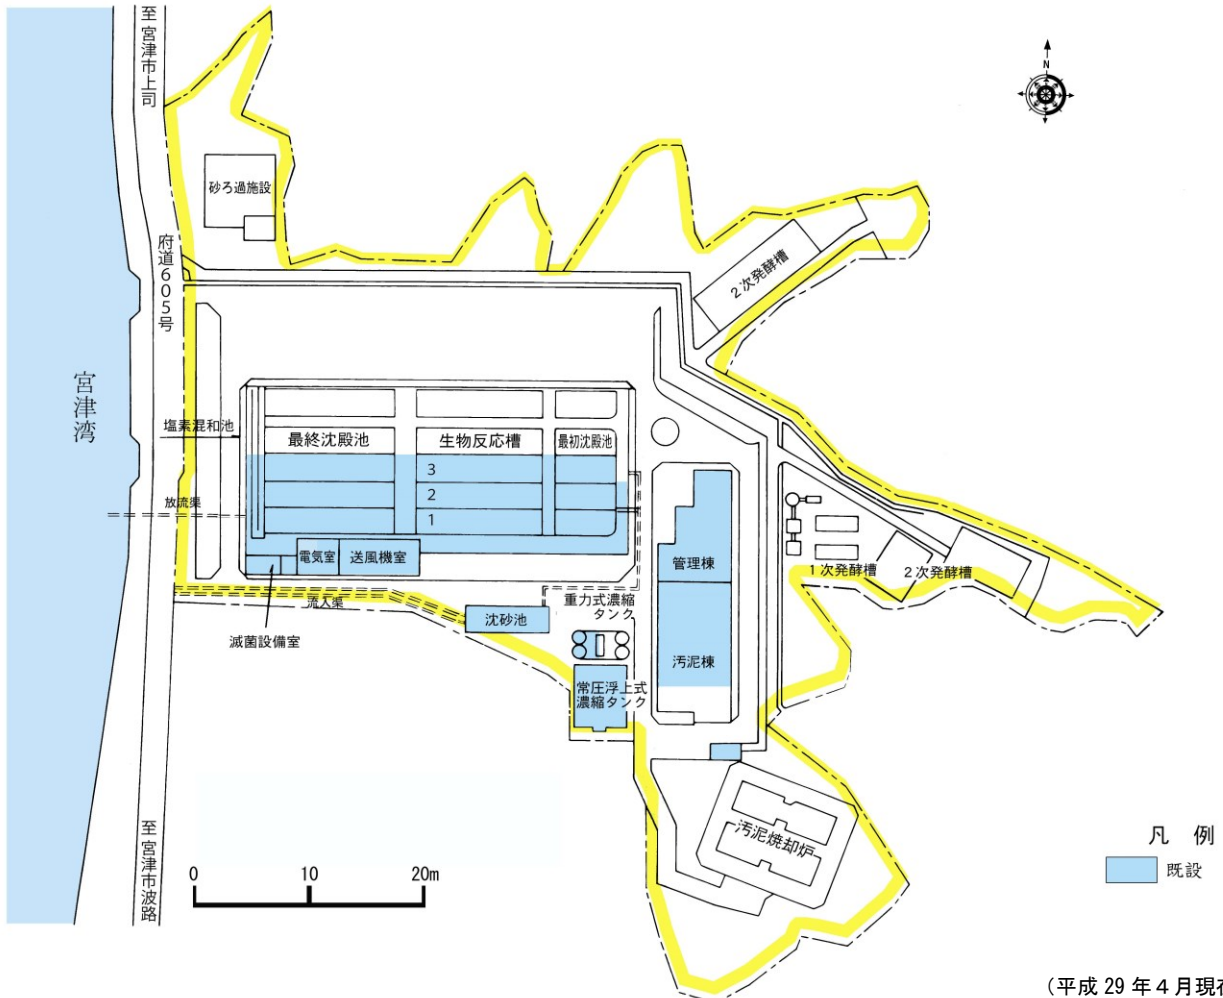 至 宮津市上司
N
砂ろ過施設
府道605号
2次発酵槽
宮津湾
塩素混和池
最終沈殿池
生物反応槽
最初沈殿池
3
2
1
放流渠
電気室
送風機室
管理棟
1次発酵槽
2次発酵槽
流入渠
滅菌設備室
沈砂池
重力式濃縮
タンク
汚泥棟
常圧浮上式
濃縮タンク
至 宮津市波路
0 10 20m
汚泥焼却炉
凡 例
既設
(平成 29 年 4 月現在